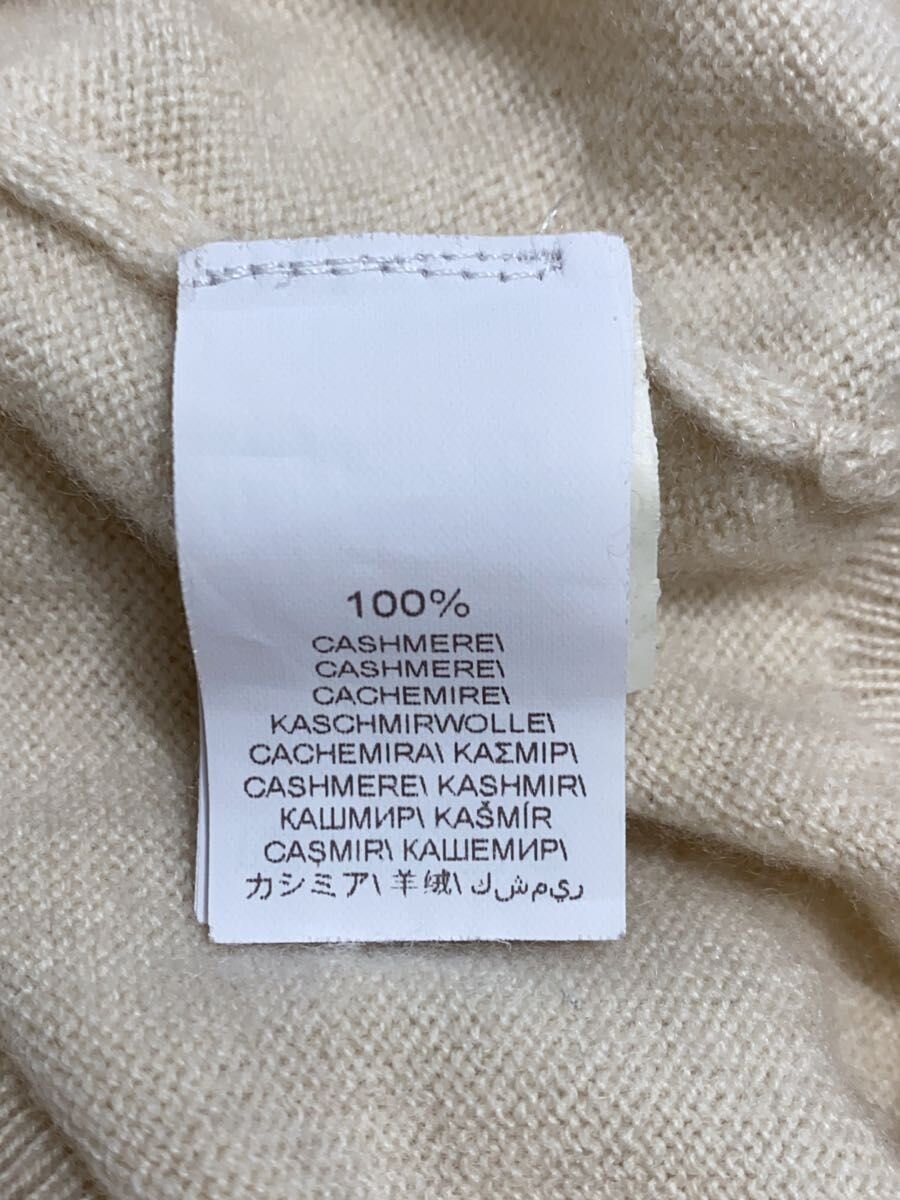 100%
CASHMERE\
CASHMERE\
CACHEMIRE\
KASCHMIRWOLLE\
CACHEMIRA\ ΚΑΣΜΙΡ\
CASHMERE\ KASHMIR\
КАШМИР\ KAŠMÍR
CAŞMIR\ КАШЕМИР\
カシミア\ 羊绒\ ريمشك